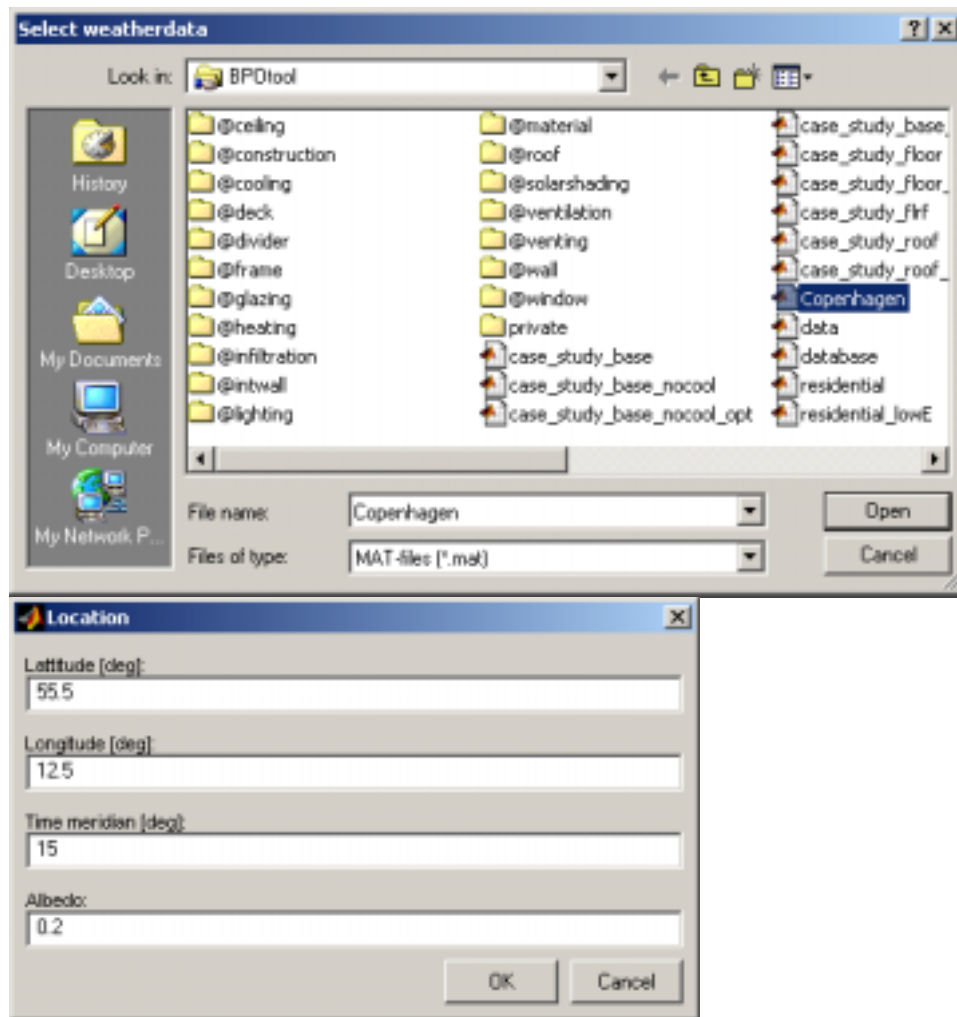 Select weatherdata
Look in: BPOtool
History
Desktop
My Documents
My Computer
My Network P...
@ceiling
@construction
@cooling
@deck
@divider
@frame
@glazing
@heating
@infiltration
@intwall
@lighting
@material
@roof
@solarshading
@ventilation
@venting
@wall
@window
private
case_study_base
case_study_base_nocool
case_study_base_nocool_opt
case_study_base_
case_study_floor
case_study_floor_
case_study_flrf
case_study_roof
case_study_roof_
Copenhagen
data
database
residential
residential_lowE
File name: Copenhagen Open
Files of type: MAT-files (*.mat) Cancel
Location
Lattitude [deg]:
55.5
Longitude [deg]:
12.5
Time meridian [deg]:
15
Albedo:
0.2
OK Cancel